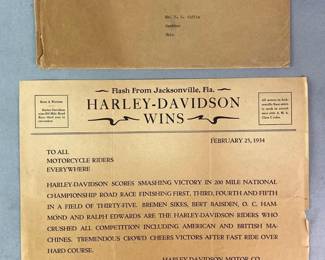 Flash From Jacksonville, Fla.
HARLEY-DAVIDSON
WINS
FEBRUARY 25, 1934
TO ALL
MOTORCYCLE RIDERS
EVERYWHERE
HARLEY-DAVIDSON SCORES SMASHING VICTORY IN 200 MILE NATIONAL
CHAMPIONSHIP ROAD RACE FINISHING FIRST, THIRD, FOURTH AND FIFTH
IN A FIELD OF THIRTY-FIVE. BREMEN SIKES, BERT BAISDEN, O. C. HAM-
MOND AND RALPH EDWARDS ARE THE HARLEY-DAVIDSON RIDERS WHO
CRUSHED ALL COMPETITION INCLUDING AMERICAN AND BRITISH MA-
CHINES. TREMENDOUS CROWD CHEERS VICTORS AFTER FAST RIDE OVER
HARD COURSE.
HARLEY-DAVIDSON MOTOR CO.